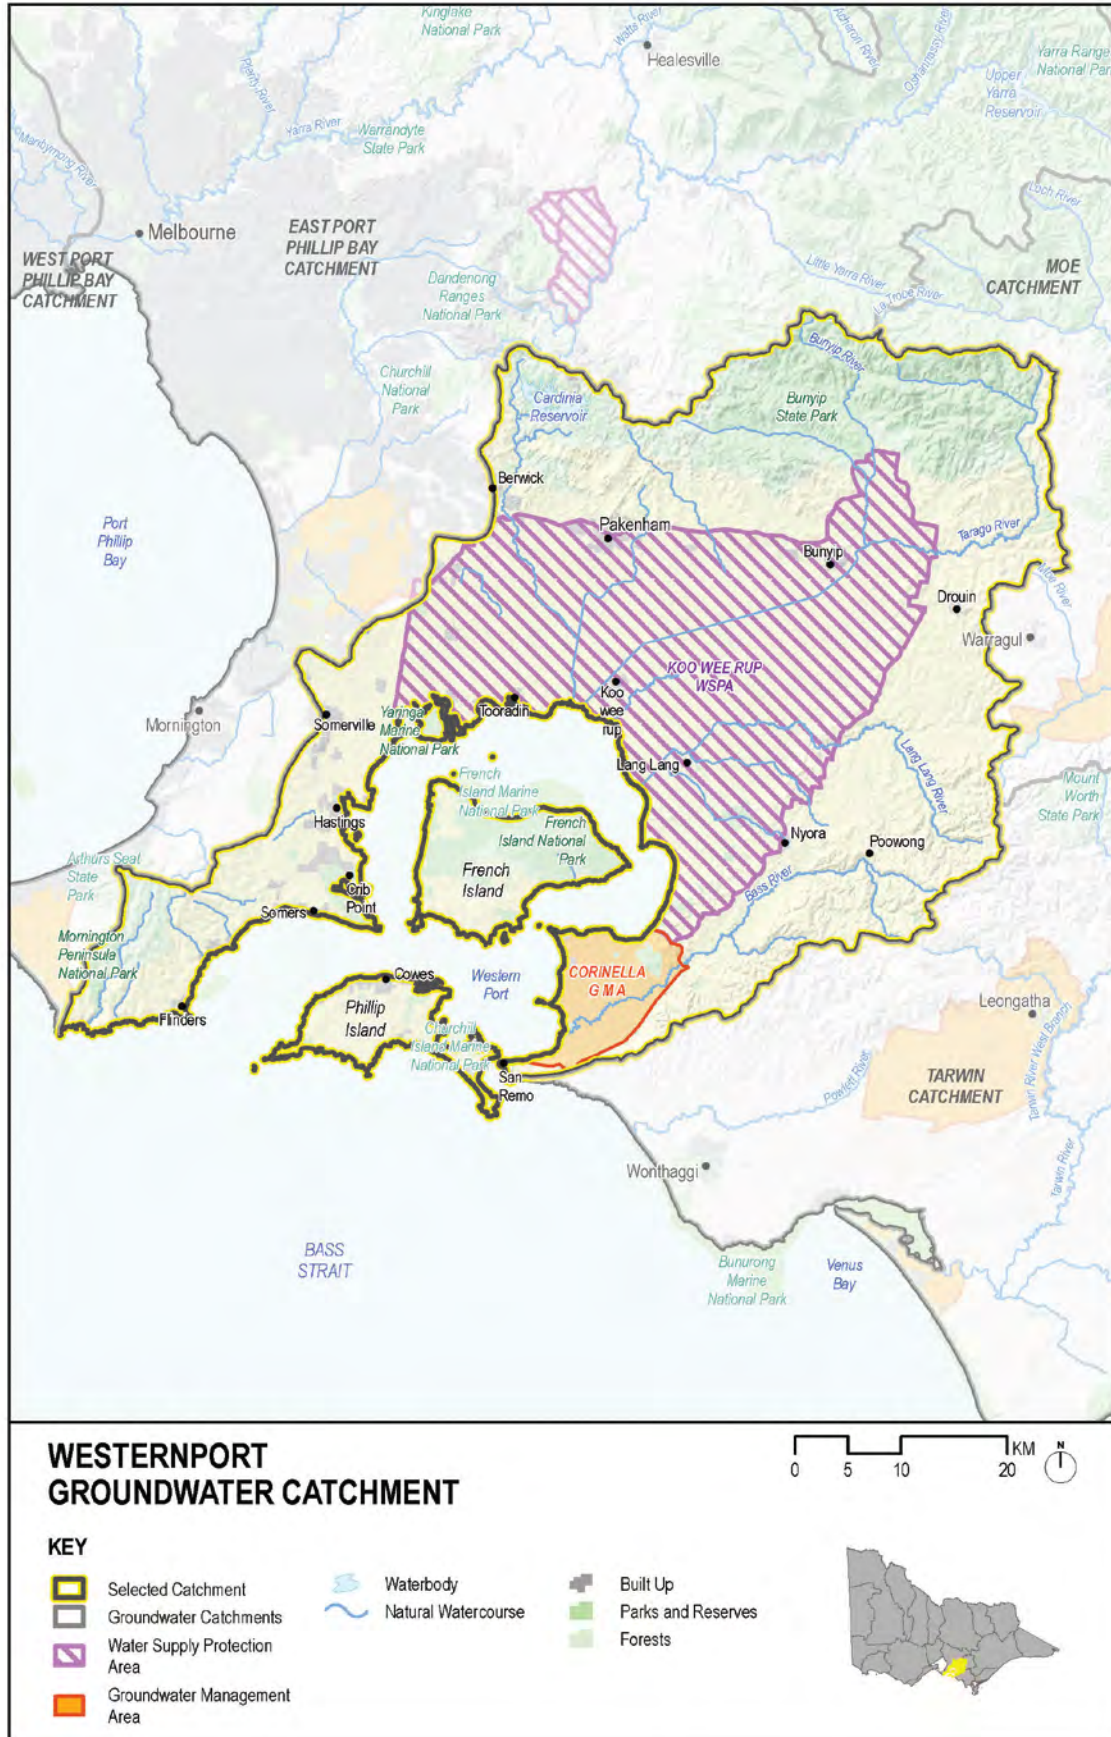 Kinglake
National Park
Watts River
Acheron River
Healesville
O'Shannassy River
Yarra Range
National Par
Upper
Yarra
Reservoir
Plenty River
Yarra River
Warrandyte
State Park
Maribyrnong River
Loch River
Melbourne
EAST PORT
PHILLIP BAY
CATCHMENT
WEST PORT
PHILLIP BAY
CATCHMENT
MOE
CATCHMENT
Little Yarra River
La Trobe River
Dandenong
Ranges
National Park
Bunyip River
Churchill
National
Park
Cardinia
Reservoir
Bunyip
State Park
Berwick
Port
Phillip
Bay
Pakenham
Tarago River
Bunyip
Moe River
Drouin
Warragul
KOO WEE RUP
WSPA
Koo
wee
rup
Mornington
Somerville
Yaringa
Marine
National Park
Tooradin
Lang Lang
Lang Lang River
French
Island Marine
National Park
Mount
Worth
State Park
Hastings
French
Island National
Park
Nyora
Poowong
Arthurs Seat
State
Park
French
Island
Bass River
Crib
Point
Somers
Mornington
Peninsula
National Park
CORINELLA
GMA
Cowes
Western
Port
Flinders
Phillip
Island
Leongatha
Churchill
Island Marine
National Park
San
Remo
Powlett River
TARWIN
CATCHMENT
Tarwin River West Branch
Wonthaggi
Tarwin River
BASS
STRAIT
Bunurong
Marine
National Park
Venus
Bay
WESTERNPORT
GROUNDWATER CATCHMENT
KM
N
0 5 10 20
KEY
Selected Catchment
Groundwater Catchments
Water Supply Protection
Area
Groundwater Management
Area
Waterbody
Natural Watercourse
Built Up
Parks and Reserves
Forests